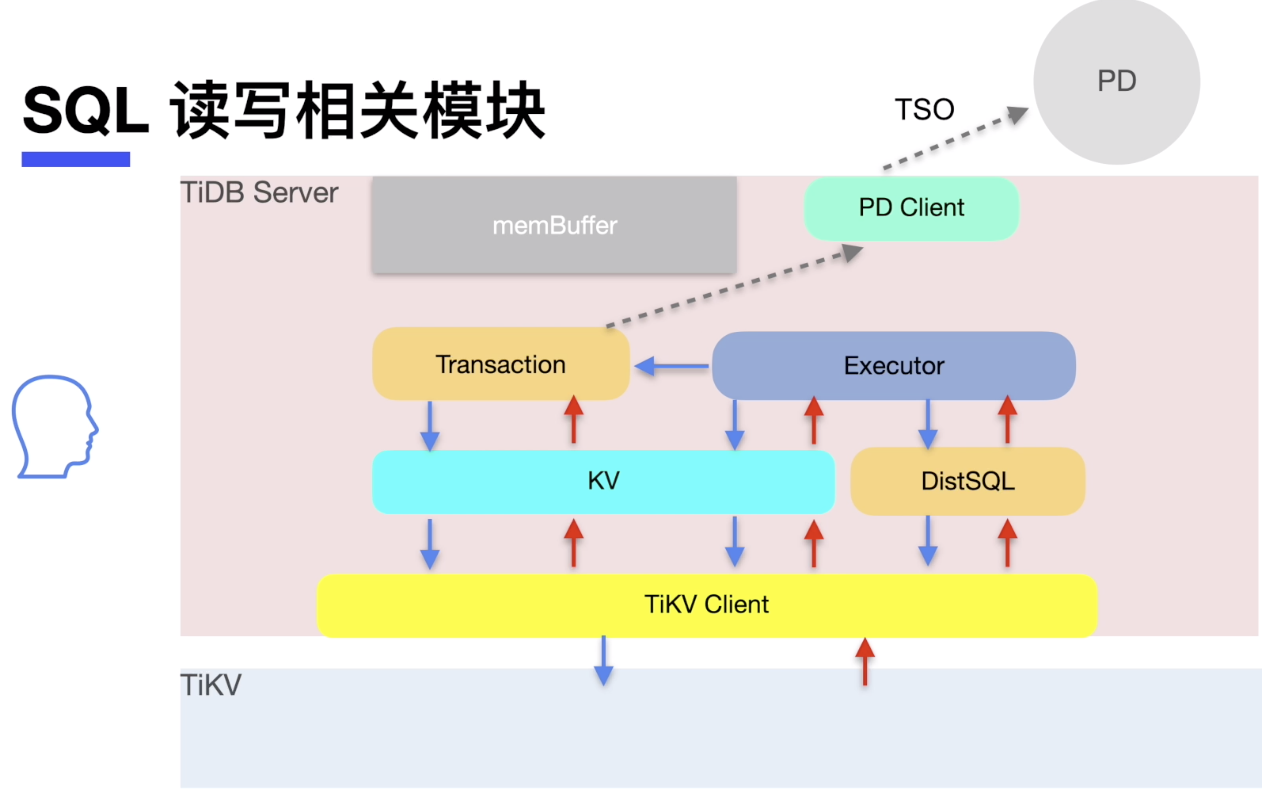 TSO
PD
SQL 读写相关模块
TiDB Server
memBuffer
PD Client
Transaction
Executor
KV
DistSQL
TiKV Client
TiKV